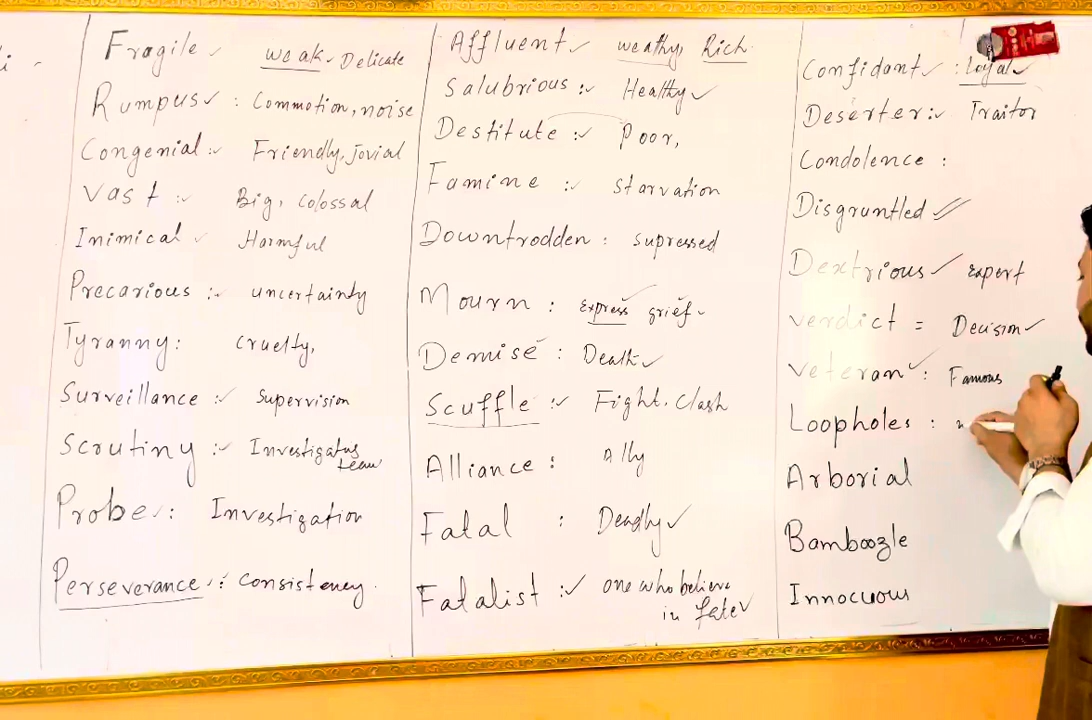 Fragile weak, Delicate
Rumpus : Commotion, noise
Congenial : Friendly, Jovial
Vast : Big, colossal
Inimical Harmful
Precarious : uncertainty
Tyranny : cruelty,
Surveillance : Supervision
Scrutiny : Investigatus
team
Probe : Investigation
Perseverance : consistency.
Affluent weathy, Rich
Salubrious : Healthy
Destitute : Poor,
Famine : starvation
Downtrodden : supressed
Mourn : express grief
Demise : Death
Scuffle : Fight, clash
Alliance : Ally
Fatal : Deadly
Fatalist : one who believe
in fate
Confidant : Loyal
Deserter : Traitor
Condolence :
Disgruntled
Dextrious expert
Verdict = Decision
Veteran : Famous
Loopholes :
Arborial
Bamboozle
Innocuous